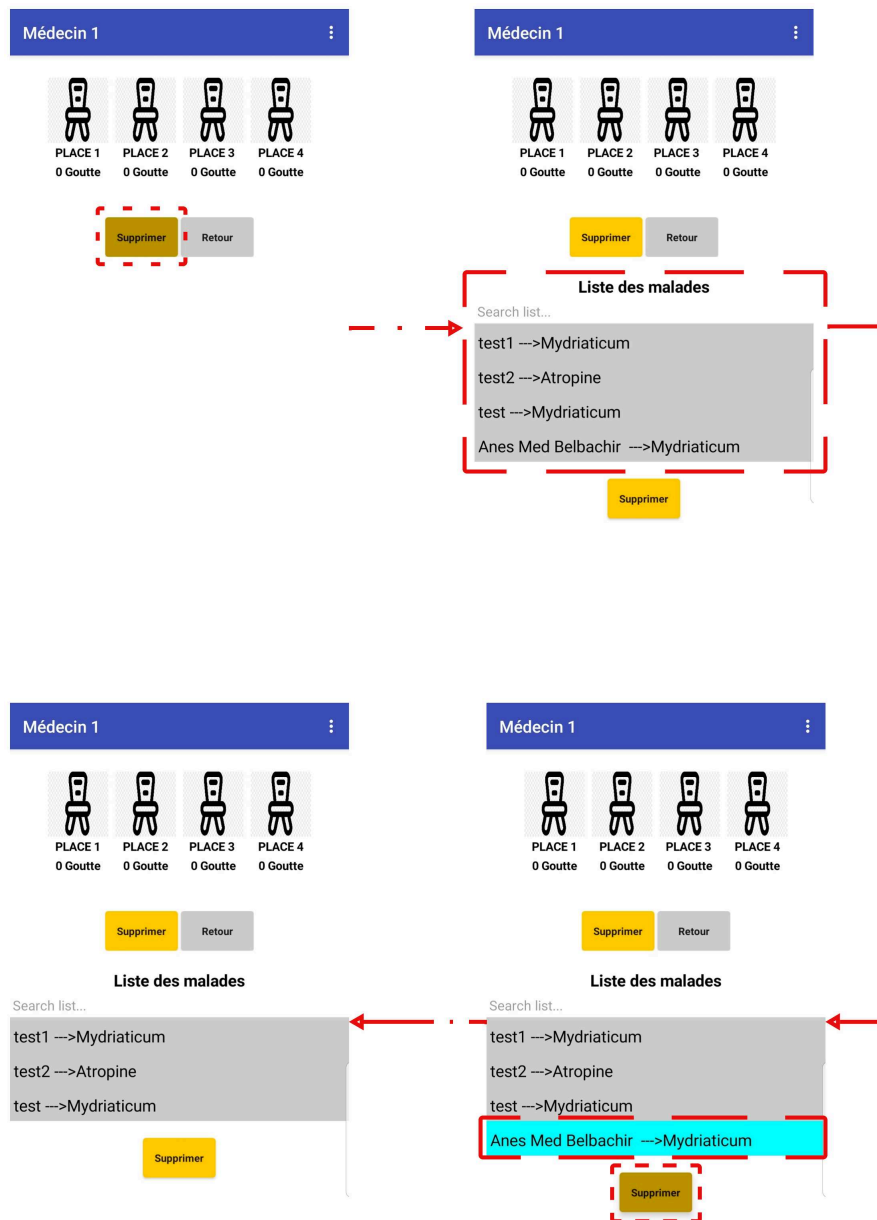 Médecin 1
PLACE 1 PLACE 2 PLACE 3 PLACE 4
0 Goutte 0 Goutte 0 Goutte 0 Goutte
Supprimer Retour
Médecin 1
PLACE 1 PLACE 2 PLACE 3 PLACE 4
0 Goutte 0 Goutte 0 Goutte 0 Goutte
Supprimer Retour
Liste des malades
Search list...
test1 --->Mydriaticum
test2 --->Atropine
test --->Mydriaticum
Anes Med Belbachir --->Mydriaticum
Supprimer
Médecin 1
PLACE 1 PLACE 2 PLACE 3 PLACE 4
0 Goutte 0 Goutte 0 Goutte 0 Goutte
Supprimer Retour
Liste des malades
Search list...
test1 --->Mydriaticum
test2 --->Atropine
test --->Mydriaticum
Supprimer
Médecin 1
PLACE 1 PLACE 2 PLACE 3 PLACE 4
0 Goutte 0 Goutte 0 Goutte 0 Goutte
Supprimer Retour
Liste des malades
Search list...
test1 --->Mydriaticum
test2 --->Atropine
test --->Mydriaticum
Anes Med Belbachir --->Mydriaticum
Supprimer